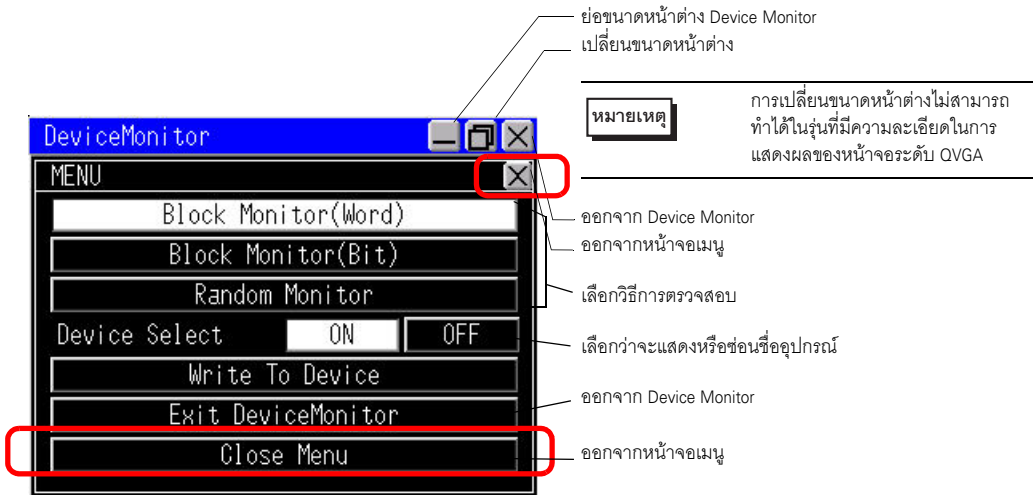 ย่อขนาดหน้าต่าง Device Monitor
เปลี่ยนขนาดหน้าต่าง
หมายเหตุ
การเปลี่ยนขนาดหน้าต่างไม่สามารถ
ทำได้ในรุ่นที่มีความละเอียดในการ
แสดงผลของหน้าจอระดับ QVGA
DeviceMonitor
MENU
Block Monitor(Word)
Block Monitor(Bit)
Random Monitor
Device Select ON OFF
Write To Device
Exit DeviceMonitor
Close Menu
ออกจาก Device Monitor
ออกจากหน้าจอเมนู
เลือกวิธีการตรวจสอบ
เลือกว่าจะแสดงหรือซ่อนชื่ออุปกรณ์
ออกจาก Device Monitor
ออกจากหน้าจอเมนู